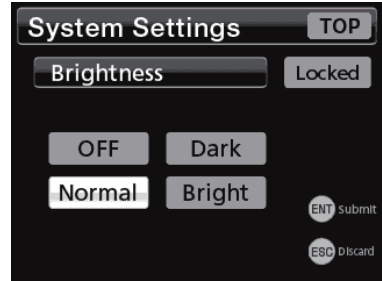 System Settings TOP
Brightness Locked
OFF Dark
Normal Bright
ENT Submit
ESC Discard